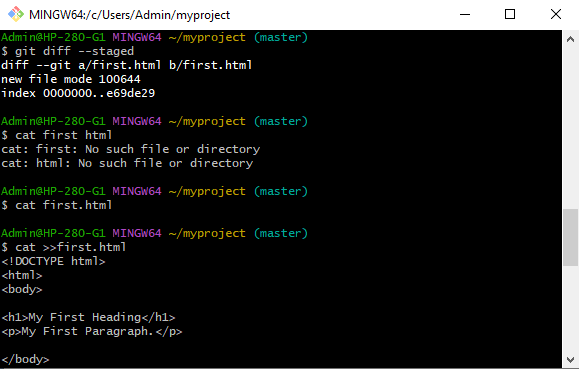 MINGW64:/c/Users/Admin/myproject
Admin@HP-280-G1 MINGW64 ~/myproject (master)
$ git diff --staged
diff --git a/first.html b/first.html
new file mode 100644
index 0000000..e69de29
Admin@HP-280-G1 MINGW64 ~/myproject (master)
$ cat first html
cat: first: No such file or directory
cat: html: No such file or directory
Admin@HP-280-G1 MINGW64 ~/myproject (master)
$ cat first.html
Admin@HP-280-G1 MINGW64 ~/myproject (master)
$ cat >>first.html
<!DOCTYPE html>
<html>
<body>
<h1>My First Heading</h1>
<p>My First Paragraph.</p>
</body>